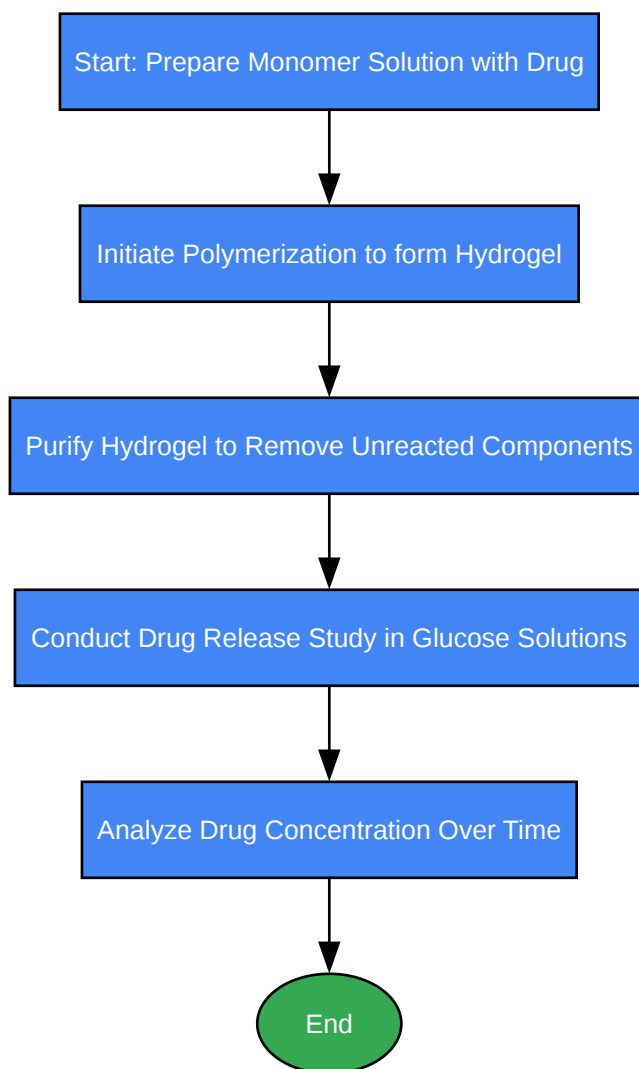 Start: Prepare Monomer Solution with Drug
Initiate Polymerization to form Hydrogel
Purify Hydrogel to Remove Unreacted Components
Conduct Drug Release Study in Glucose Solutions
Analyze Drug Concentration Over Time
End